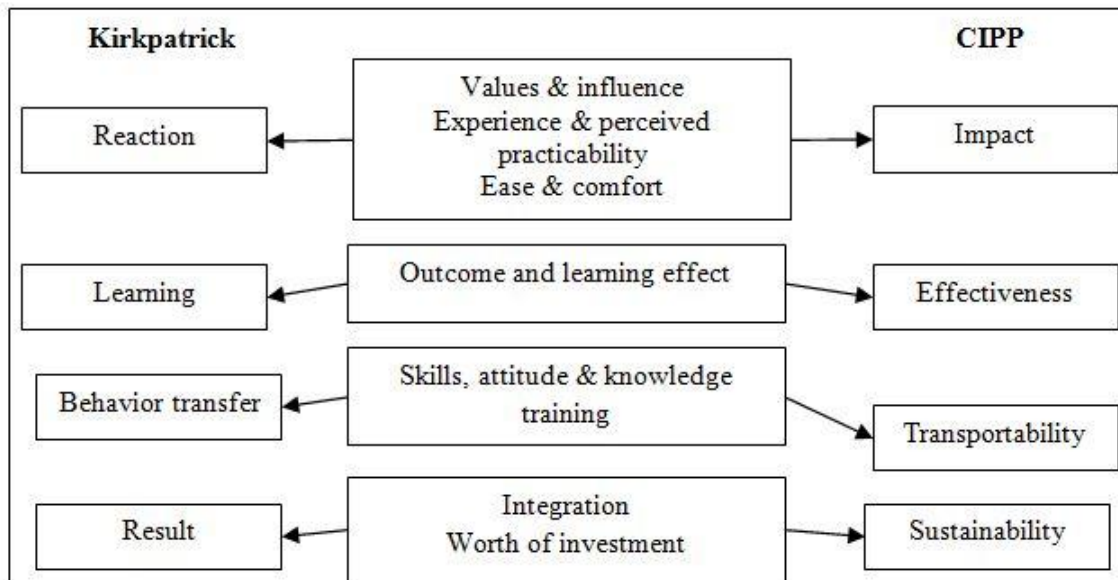 Kirkpatrick
CIPP
Values & influence
Experience & perceived
practicability
Ease & comfort
Reaction
Impact
Outcome and learning effect
Learning
Effectiveness
Skills, attitude & knowledge
training
Behavior transfer
Transportability
Integration
Worth of investment
Result
Sustainability